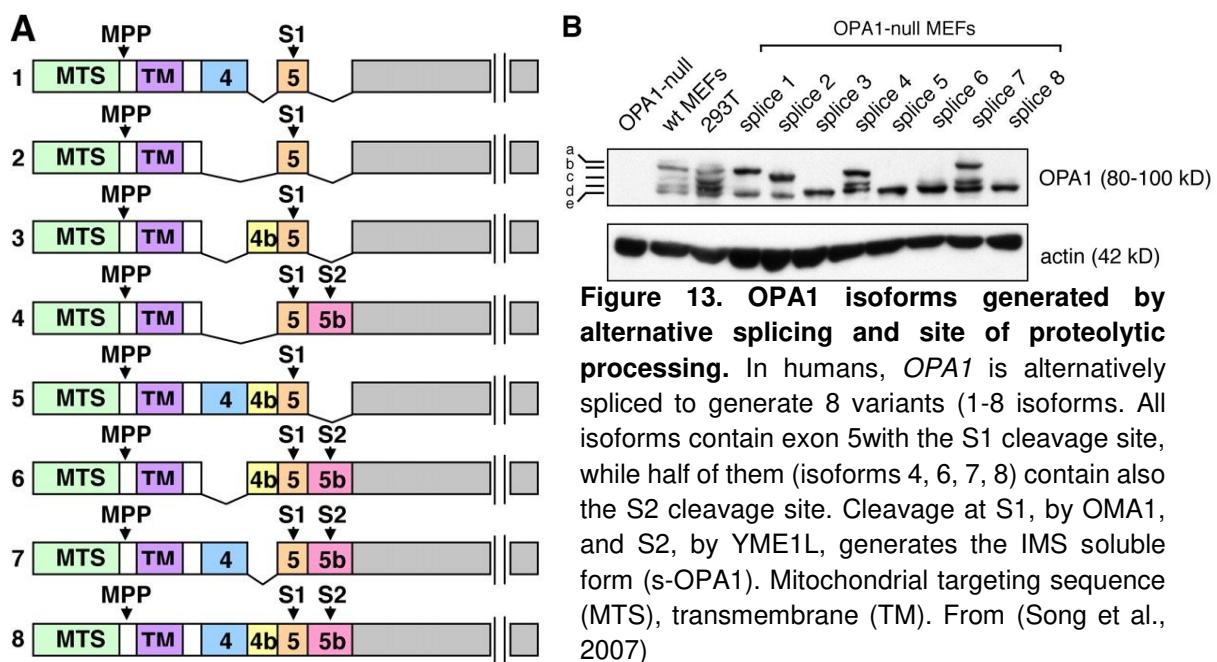 A
MPP S1
1 MTS TM 4 5
MPP S1
2 MTS TM 5
MPP S1
3 MTS TM 4b 5
MPP S1 S2
4 MTS TM 5 5b
MPP S1
5 MTS TM 4 4b 5
MPP S1 S2
6 MTS TM 4b 5 5b
MPP S1 S2
7 MTS TM 4 5 5b
MPP S1 S2
8 MTS TM 4 4b 5 5b
B
OPA1-null MEFs
OPA1-null
wt MEFs
293T
splice 1
splice 2
splice 3
splice 4
splice 5
splice 6
splice 7
splice 8
a
b
c
d
e
OPA1 (80-100 kD)
actin (42 kD)
Figure 13. OPA1 isoforms generated by
alternative splicing and site of proteolytic
processing. In humans, OPA1 is alternatively
spliced to generate 8 variants (1-8 isoforms. All
isoforms contain exon 5with the S1 cleavage site,
while half of them (isoforms 4, 6, 7, 8) contain also
the S2 cleavage site. Cleavage at S1, by OMA1,
and S2, by YME1L, generates the IMS soluble
form (s-OPA1). Mitochondrial targeting sequence
(MTS), transmembrane (TM). From (Song et al.,
2007)